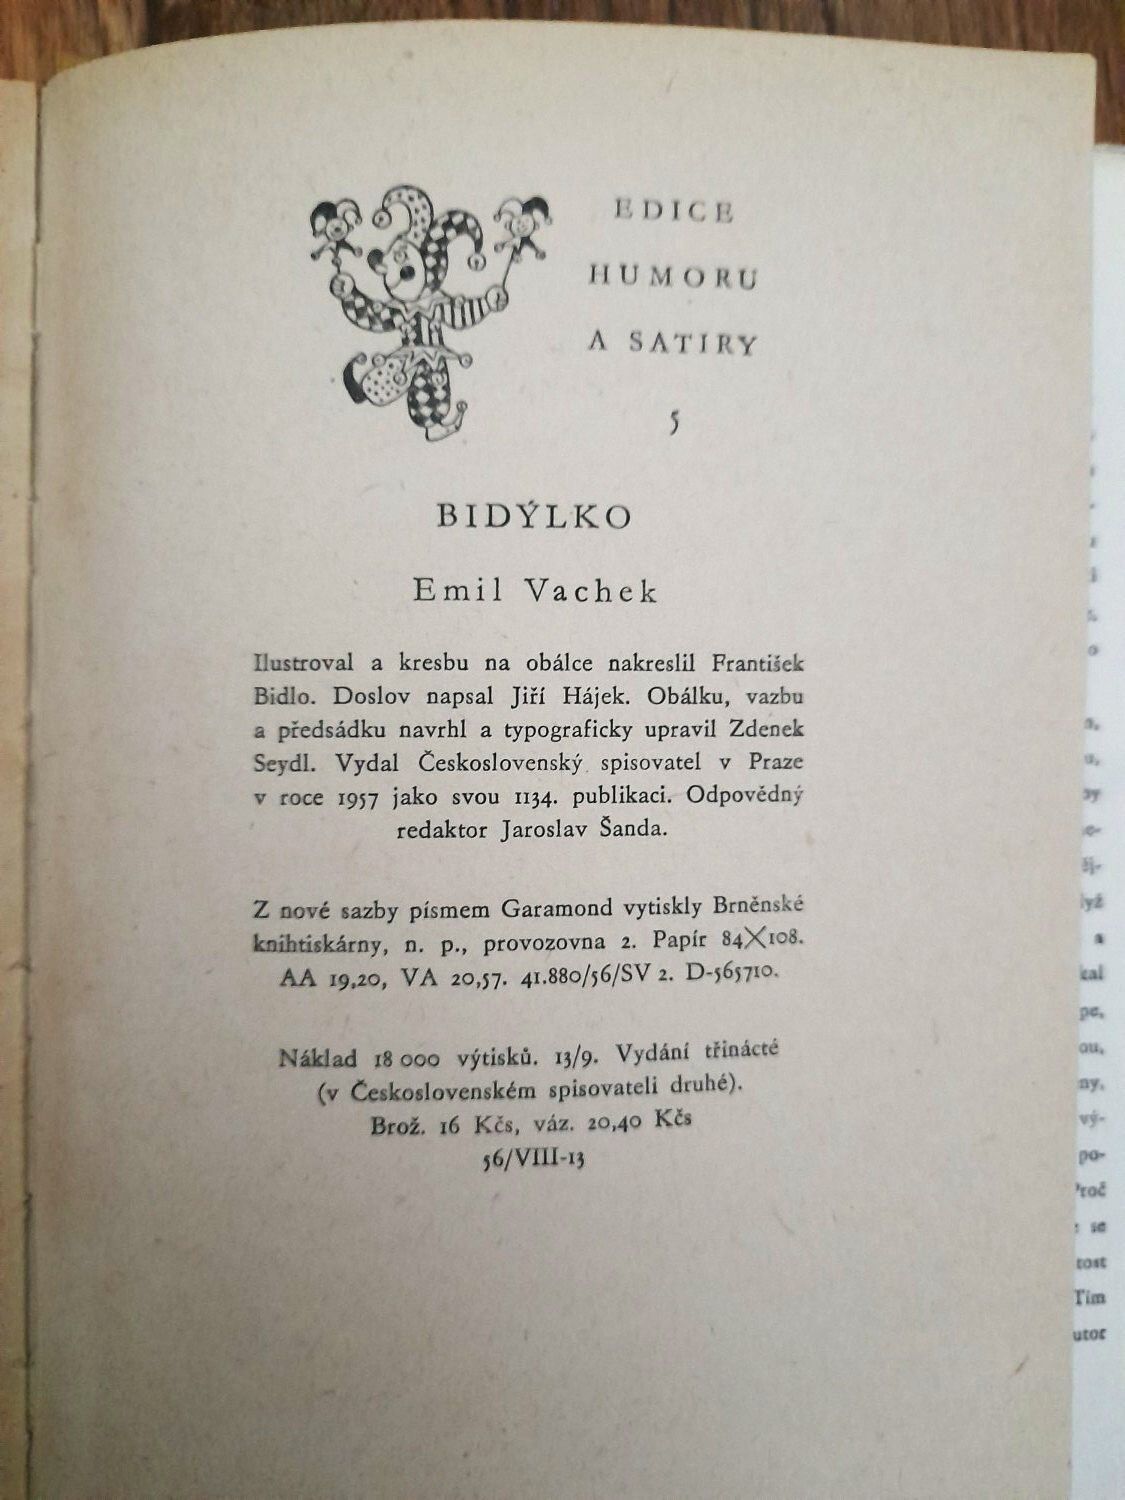 EDICE
HUMORU
A SATIRY
5
BIDÝLKO
Emil Vachek
Ilustroval a kresbu na obálce nakreslil František
Bidlo. Doslov napsal Jiří Hájek. Obálku, vazbu
a předsádku navrhl a typograficky upravil Zdenek
Seydl. Vydal Československý spisovatel v Praze
v roce 1957 jako svou 1134. publikaci. Odpovědný
redaktor Jaroslav Šanda.
Z nové sazby písmem Garamond vytiskly Brněnské
knihtiskárny, n. p., provozovna 2. Papír 84×108.
AA 19,20, VA 20,57. 41.880/56/SV 2. D-565710.
Náklad 18 000 výtisků. 13/9. Vydání třinácté
(v Československém spisovateli druhé).
Brož. 16 Kčs, váz. 20,40 Kčs
56/VIII-13